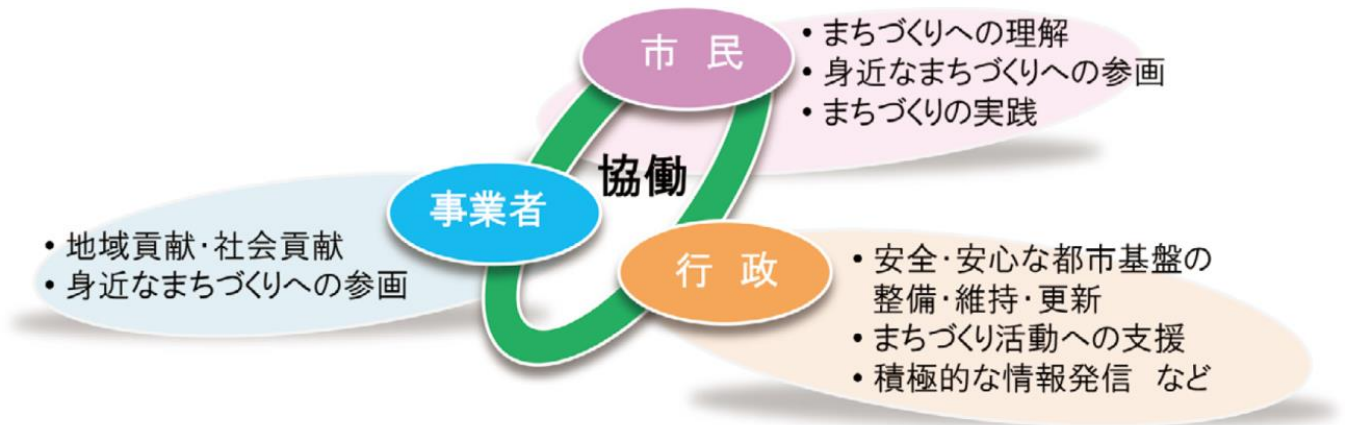 市 民
• まちづくりへの理解
• 身近なまちづくりへの参画
• まちづくりの実践
協働
事業者
• 地域貢献・社会貢献
• 身近なまちづくりへの参画
行 政
• 安全・安心な都市基盤の
整備・維持・更新
• まちづくり活動への支援
• 積極的な情報発信 など